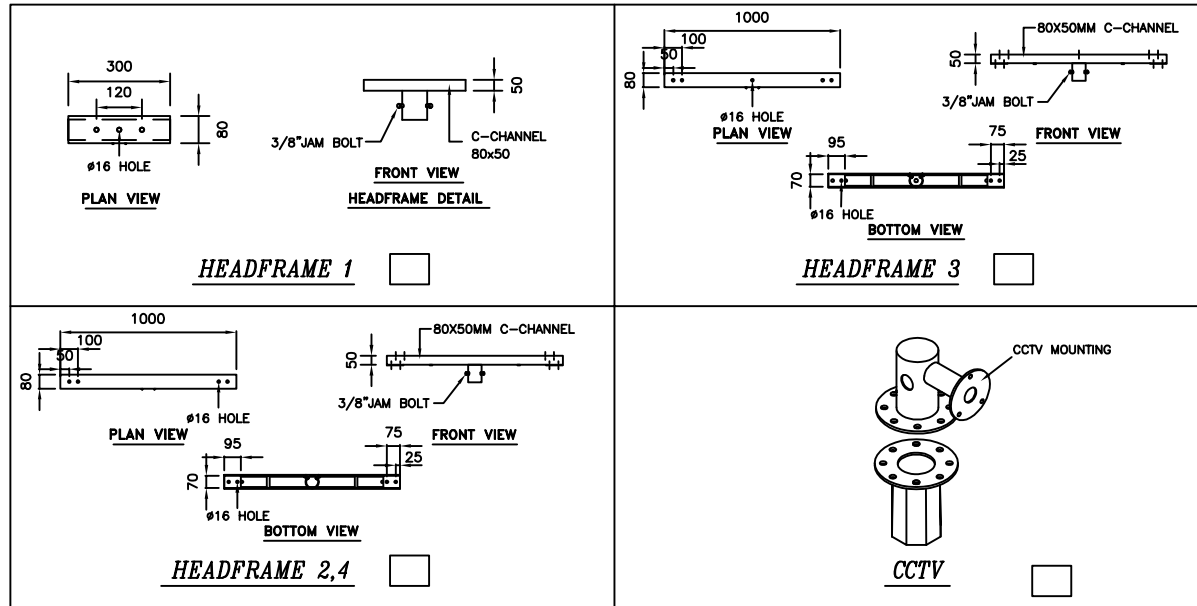 300
120
80
ø16 HOLE
PLAN VIEW
50
3/8"JAM BOLT
C-CHANNEL
80x50
FRONT VIEW
HEADFRAME DETAIL
HEADFRAME 1
1000
100
50
80
ø16 HOLE
PLAN VIEW
80X50MM C-CHANNEL
50
3/8"JAM BOLT
FRONT VIEW
95
75
25
70
ø16 HOLE
BOTTOM VIEW
HEADFRAME 3
1000
100
50
80
ø16 HOLE
PLAN VIEW
80X50MM C-CHANNEL
50
3/8"JAM BOLT
FRONT VIEW
95
75
25
70
ø16 HOLE
BOTTOM VIEW
HEADFRAME 2,4
CCTV MOUNTING
CCTV